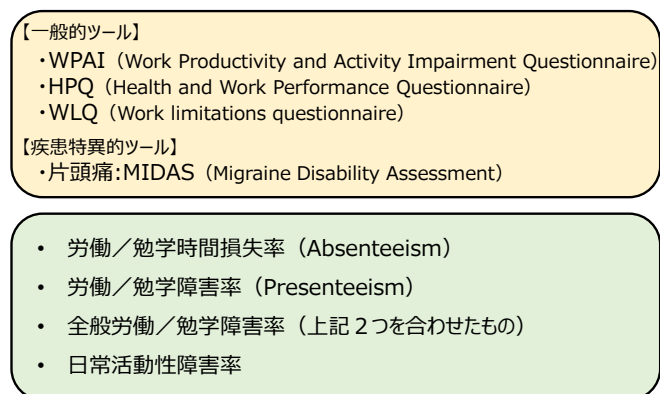 【一般的ツール】
・WPAI（Work Productivity and Activity Impairment Questionnaire）
・HPQ（Health and Work Performance Questionnaire）
・WLQ（Work limitations questionnaire）
【疾患特異的ツール】
・片頭痛:MIDAS（Migraine Disability Assessment）
• 労働／勉学時間損失率（Absenteeism）
• 労働／勉学障害率（Presenteeism）
• 全般労働／勉学障害率（上記２つを合わせたもの）
• 日常活動性障害率